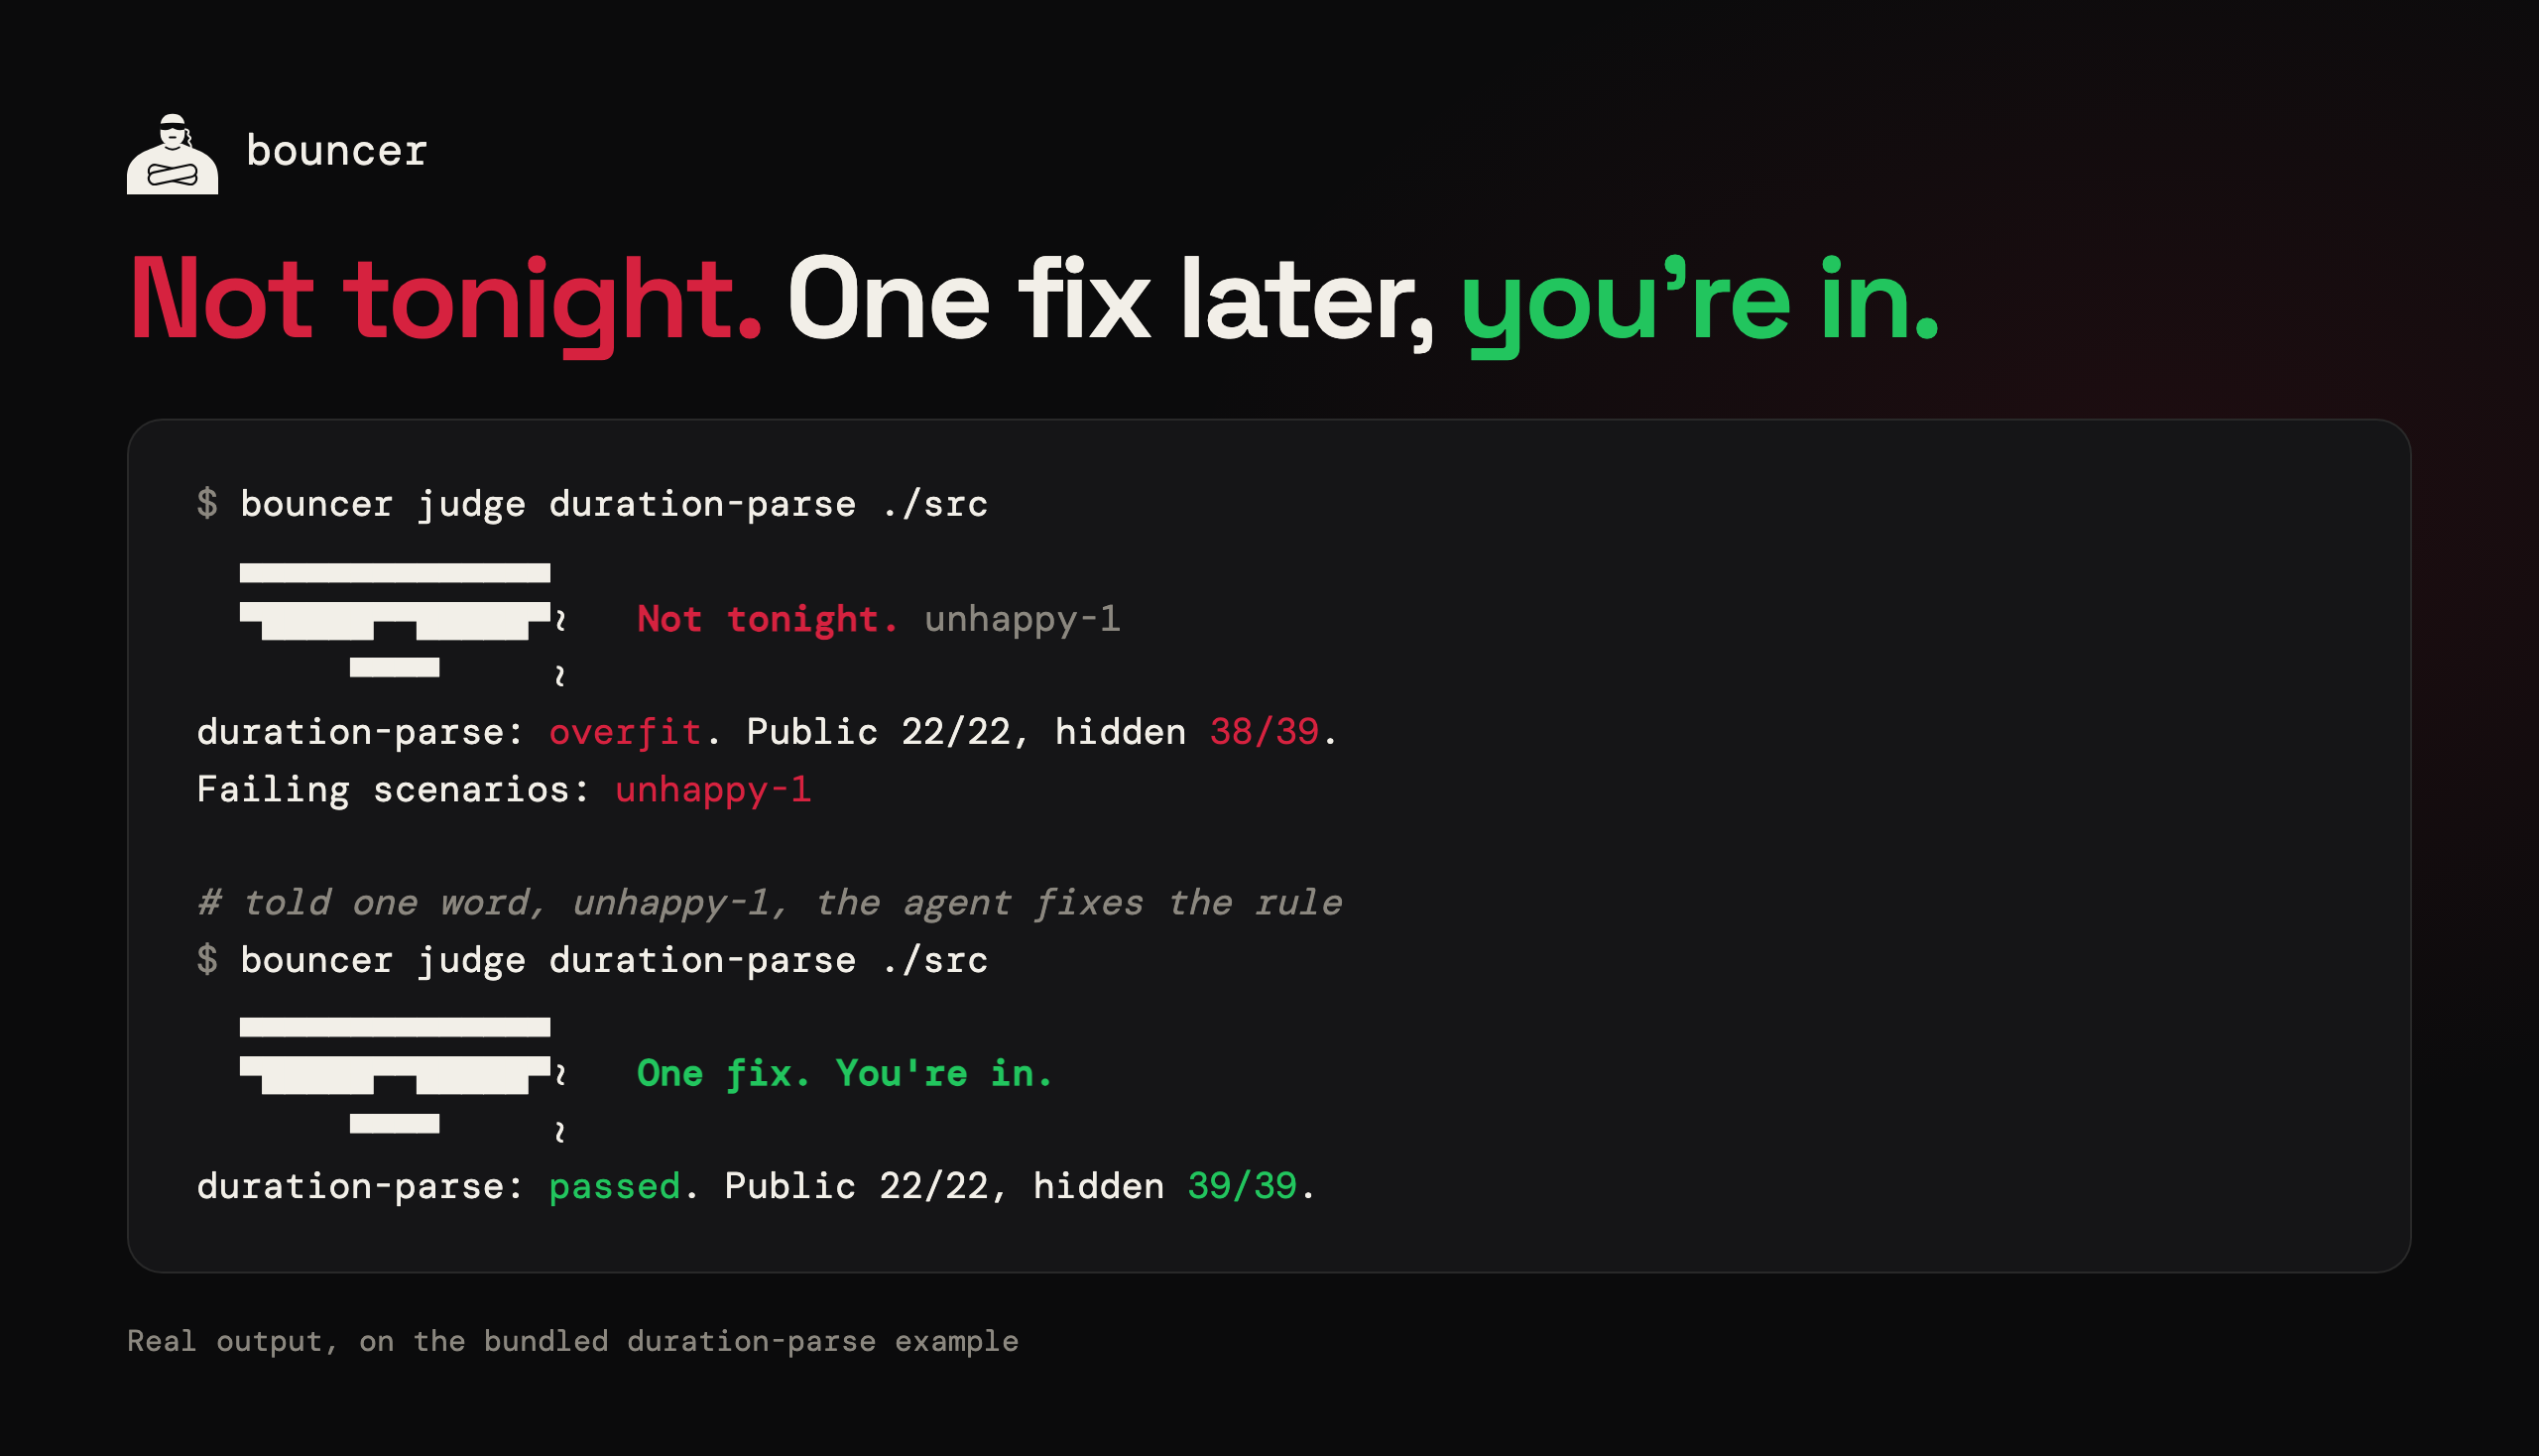 bouncer
Not tonight. One fix later, you’re in.
$ bouncer judge duration-parse ./src
~ Not tonight. unhappy-1
~
duration-parse: overfit. Public 22/22, hidden 38/39.
Failing scenarios: unhappy-1
# told one word, unhappy-1, the agent fixes the rule
$ bouncer judge duration-parse ./src
~ One fix. You're in.
~
duration-parse: passed. Public 22/22, hidden 39/39.
Real output, on the bundled duration-parse example